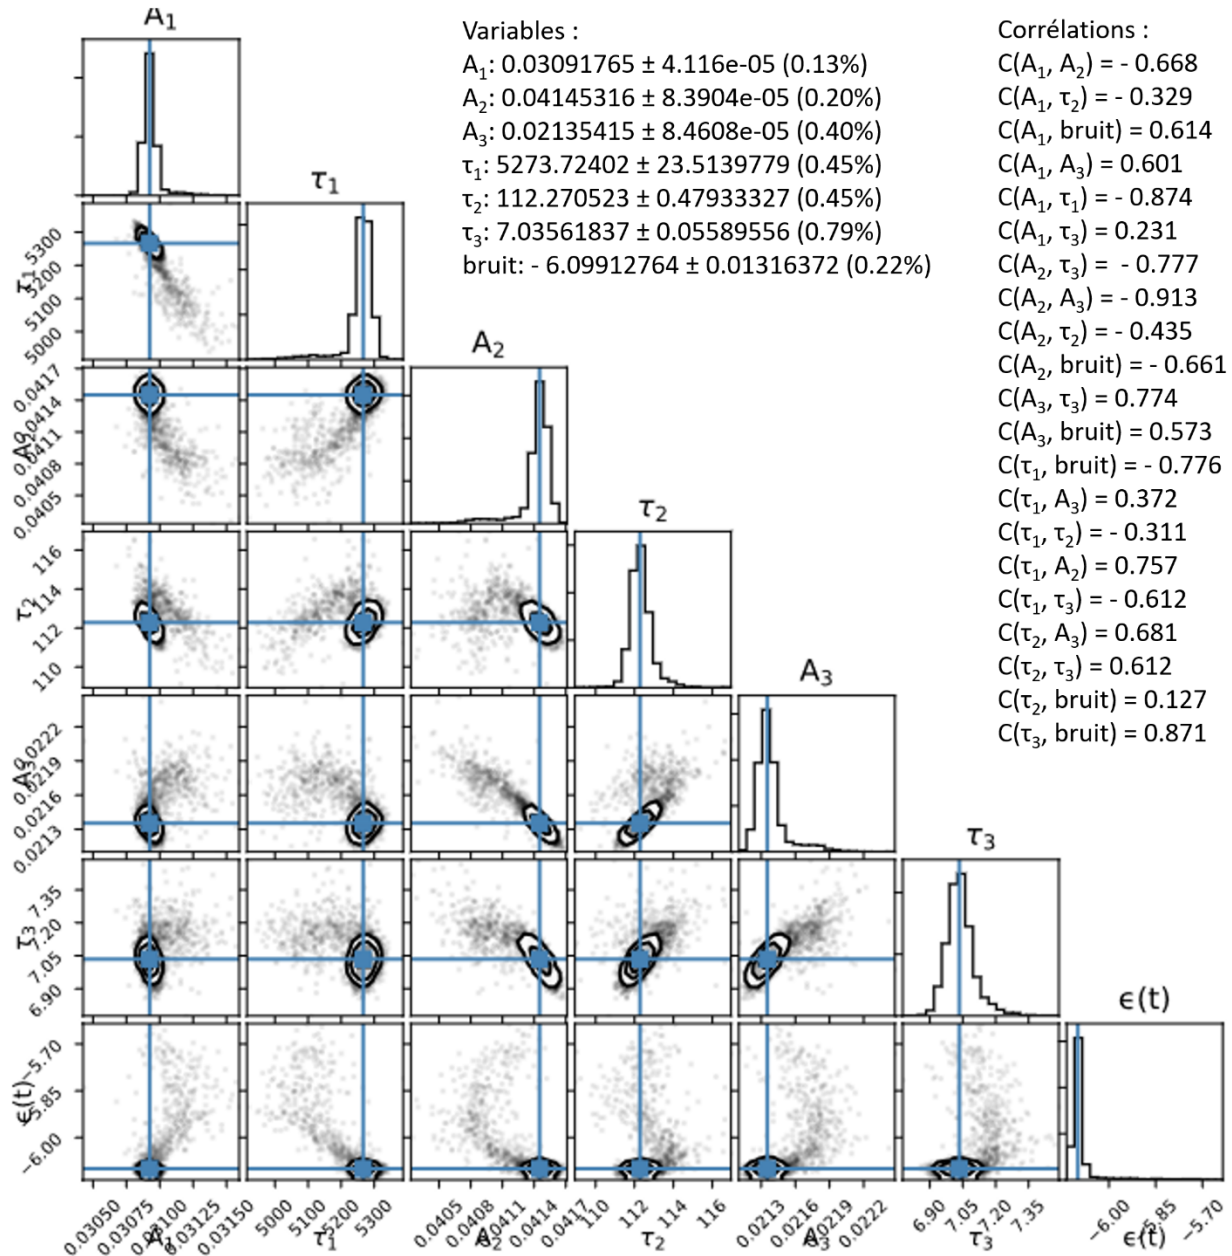 A₁
Variables :
A₁: 0.03091765 ± 4.116e-05 (0.13%)
A₂: 0.04145316 ± 8.3904e-05 (0.20%)
A₃: 0.02135415 ± 8.4608e-05 (0.40%)
τ₁: 5273.72402 ± 23.5139779 (0.45%)
τ₂: 112.270523 ± 0.47933327 (0.45%)
τ₃: 7.03561837 ± 0.05589556 (0.79%)
bruit: - 6.09912764 ± 0.01316372 (0.22%)
Corrélations :
C(A₁, A₂) = - 0.668
C(A₁, τ₂) = - 0.329
C(A₁, bruit) = 0.614
C(A₁, A₃) = 0.601
C(A₁, τ₁) = - 0.874
C(A₁, τ₃) = 0.231
C(A₂, τ₃) =  - 0.777
C(A₂, A₃) = - 0.913
C(A₂, τ₂) = - 0.435
C(A₂, bruit) = - 0.661
C(A₃, τ₃) = 0.774
C(A₃, bruit) = 0.573
C(τ₁, bruit) = - 0.776
C(τ₁, A₃) = 0.372
C(τ₁, τ₂) = - 0.311
C(τ₁, A₂) = 0.757
C(τ₁, τ₃) = - 0.612
C(τ₂, A₃) = 0.681
C(τ₂, τ₃) = 0.612
C(τ₂, bruit) = 0.127
C(τ₃, bruit) = 0.871
τ₁
τ₁
5300
5200
5100
5000
A₂
A₂
0.0417
0.0414
0.0411
0.0408
0.0405
τ₂
τ₂
116
114
112
110
A₃
A₃
0.0222
0.0219
0.0216
0.0213
τ₃
τ₃
7.35
7.20
7.05
6.90
ϵ(t)
ϵ(t)
−5.70
−5.85
−6.00
0.03050 0.03075 0.03100 0.03125 0.03150
A₁
5000 5100 5200 5300
τ₁
0.0405 0.0408 0.0411 0.0414 0.0417
A₂
110 112 114 116
τ₂
0.0213 0.0216 0.0219 0.0222
A₃
6.90 7.05 7.20 7.35
τ₃
−6.00 −5.85 −5.70
ϵ(t)